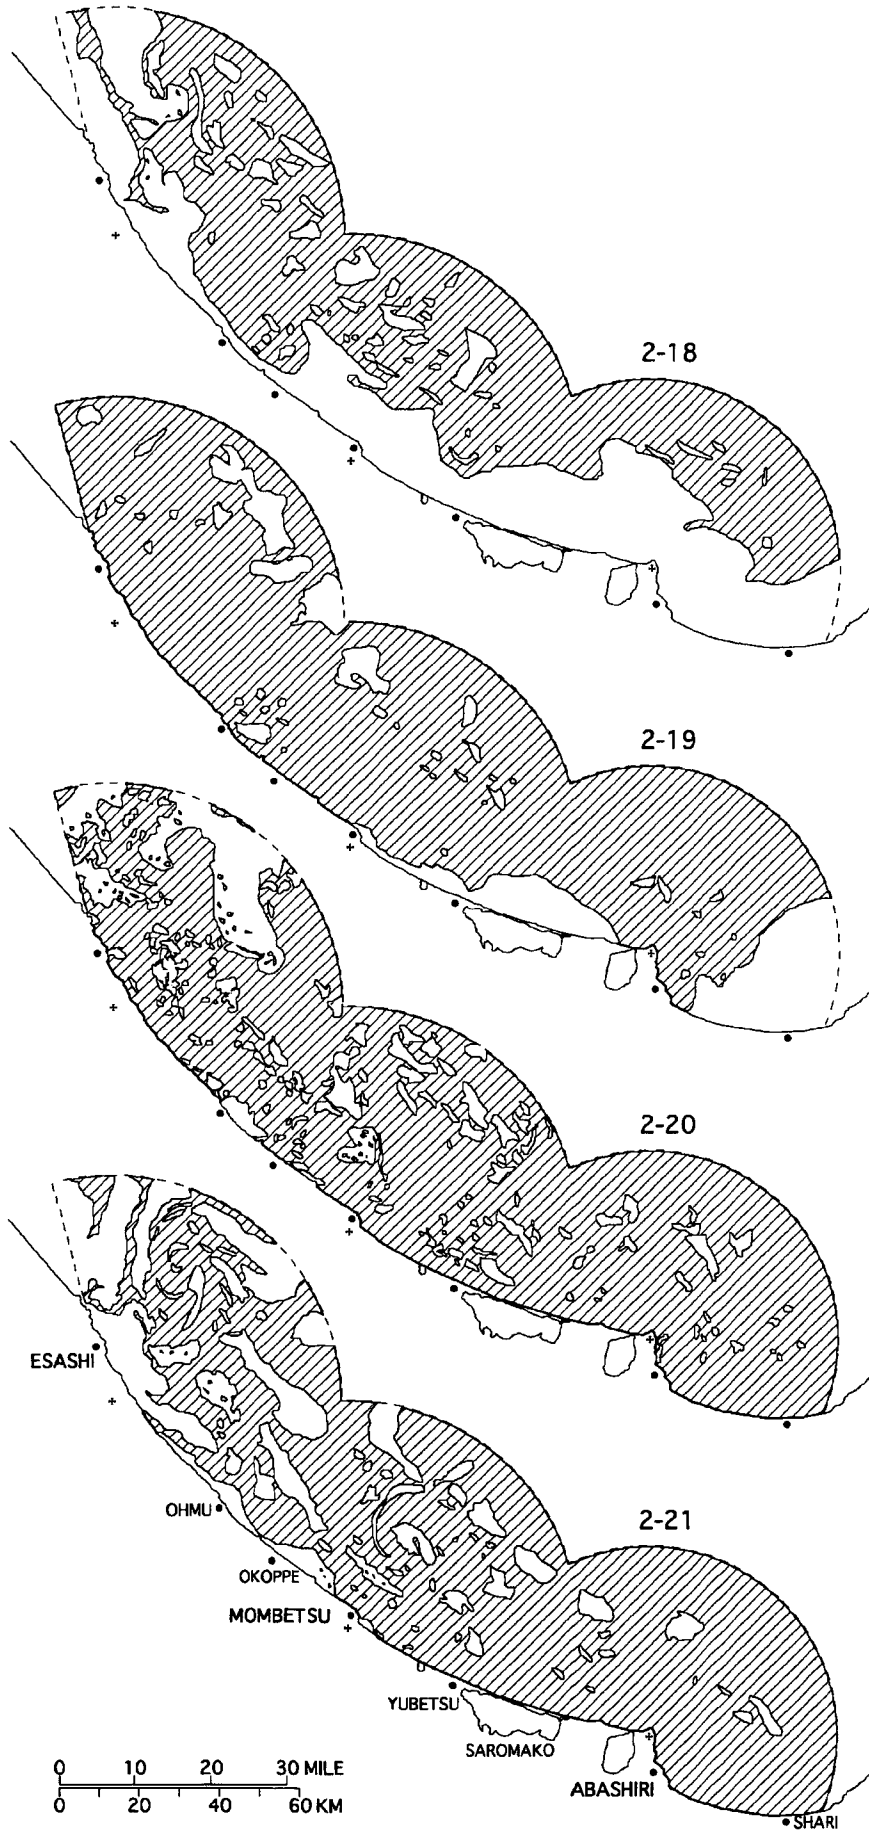 2-18
2-19
2-20
ESASHI
OHMU
2-21
OKOPPE
MOMBETSU
YUBETSU
SAROMAKO
ABASHIRI
SHARI
0 10 20 30 MILE
0 20 40 60 KM